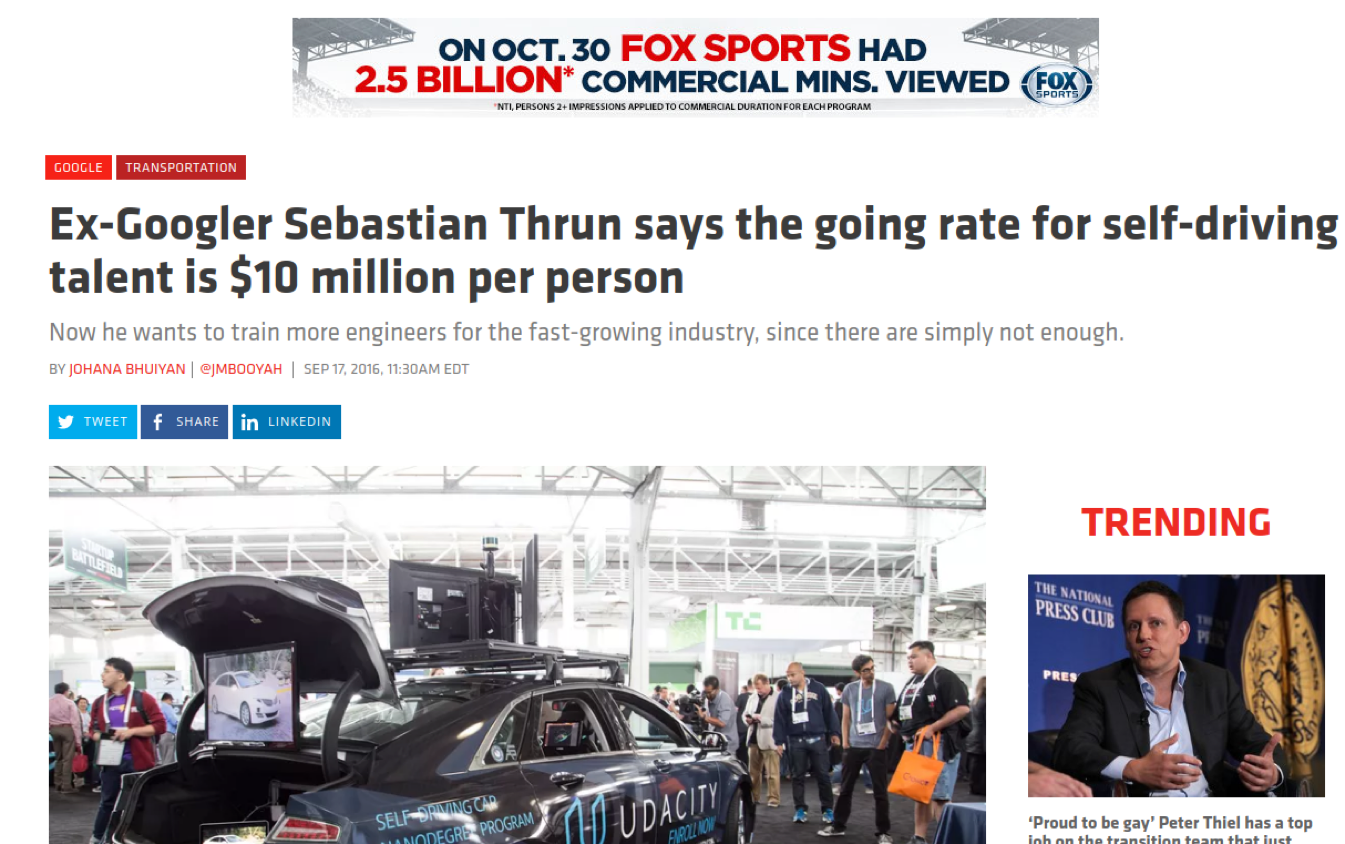 ON OCT. 30 FOX SPORTS HAD
2.5 BILLION* COMMERCIAL MINS. VIEWED
FOX
SPORTS
*NTI, PERSONS 2+ IMPRESSIONS APPLIED TO COMMERCIAL DURATION FOR EACH PROGRAM
GOOGLE TRANSPORTATION
Ex-Googler Sebastian Thrun says the going rate for self-driving
talent is $10 million per person
Now he wants to train more engineers for the fast-growing industry, since there are simply not enough.
BY JOHANA BHUIYAN | @JMBOOYAH | SEP 17, 2016, 11:30AM EDT
TWEET SHARE LINKEDIN
STARTUP
BATTLEFIELD
TC
SELF-DRIVING CAR
NANODEGREE PROGRAM
UDACITY
ENROLL NOW
TRENDING
THE NATIONAL
PRESS CLUB
PRES
‘Proud to be gay’ Peter Thiel has a top
job on the transition team that just